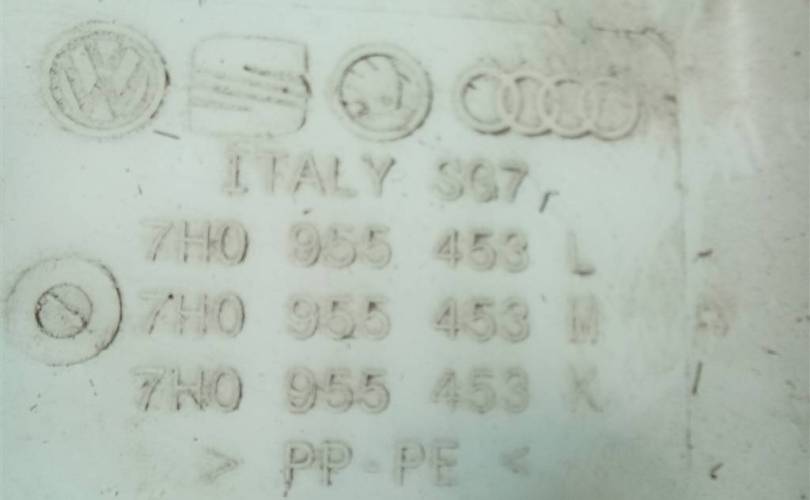 ITALY SG7
7H0 955 453 L
7H0 955 453 M
7H0 955 453 K
> PP-PE <